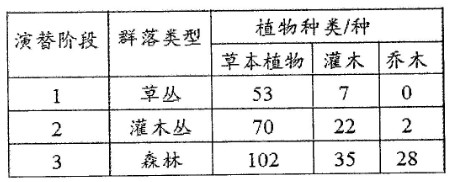 演替阶段 群落类型 植物种类/种
草本植物 灌木 乔木
1 草丛 53 7 0
2 灌木丛 70 22 2
3 森林 102 35 28